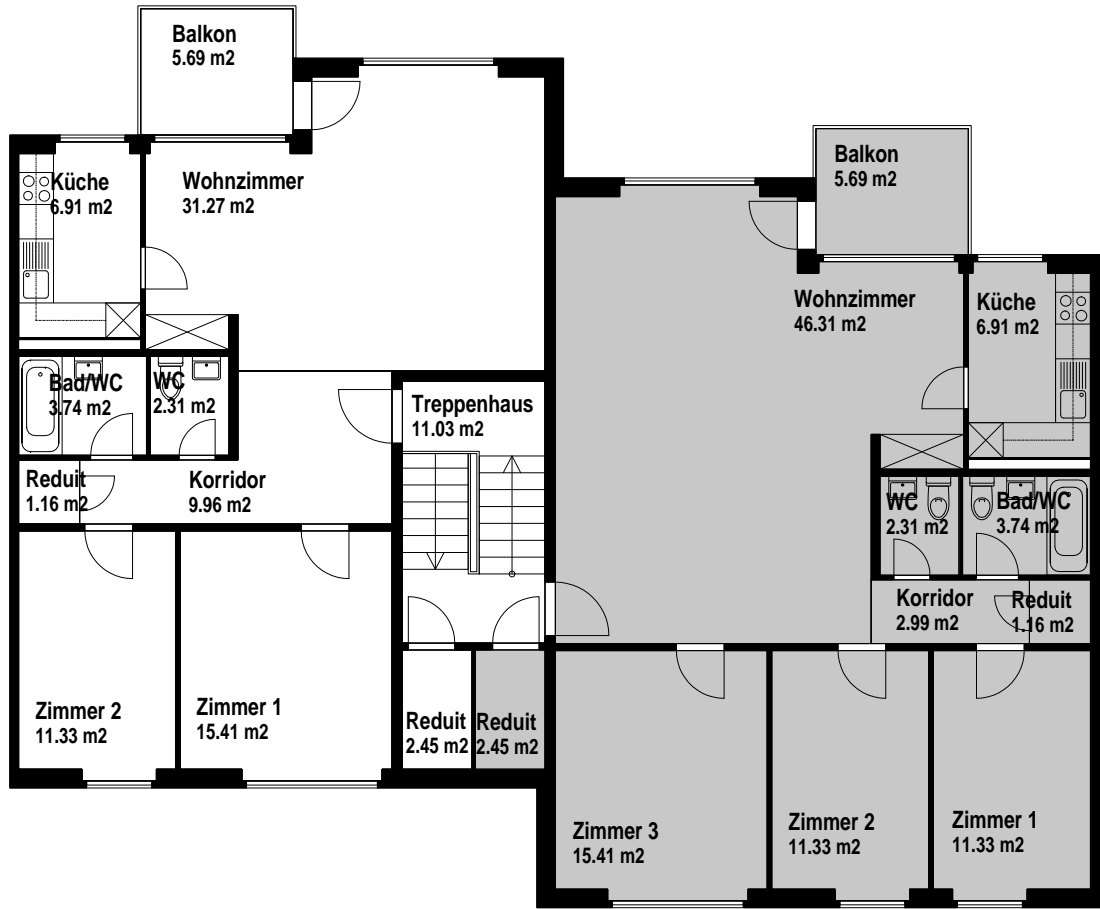 Balkon
5.69 m2
Küche
6.91 m2
Wohnzimmer
31.27 m2
Balkon
5.69 m2
Wohnzimmer
46.31 m2
Küche
6.91 m2
Bad/WC
3.74 m2
WC
2.31 m2
Treppenhaus
11.03 m2
Reduit
1.16 m2
Korridor
9.96 m2
WC
2.31 m2
Bad/WC
3.74 m2
Korridor
2.99 m2
Reduit
1.16 m2
Zimmer 2
11.33 m2
Zimmer 1
15.41 m2
Reduit
2.45 m2
Reduit
2.45 m2
Zimmer 3
15.41 m2
Zimmer 2
11.33 m2
Zimmer 1
11.33 m2